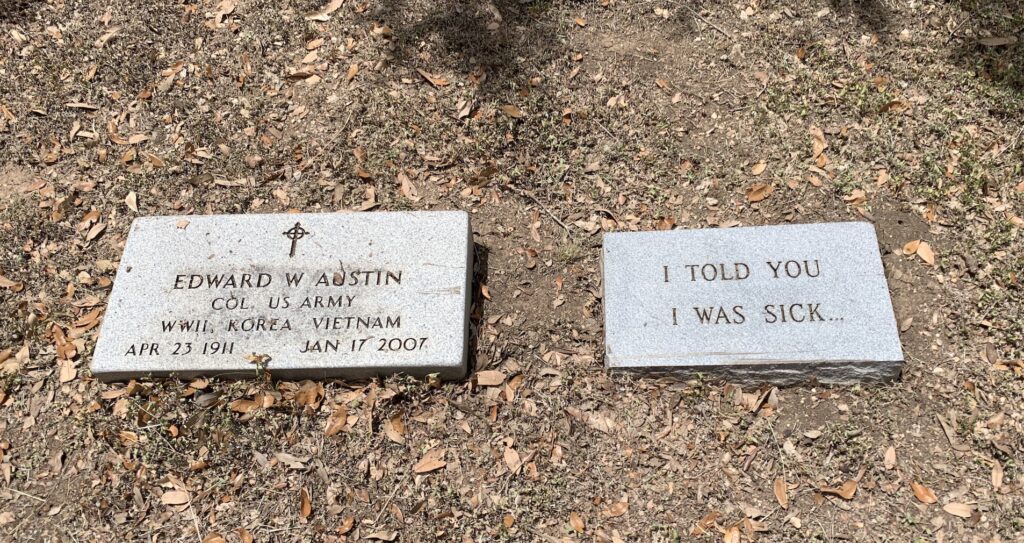 EDWARD W AUSTIN
COL. US ARMY
WWII, KOREA VIETNAM
APR 23 1911 JAN 17 2007
I TOLD YOU
I WAS SICK...